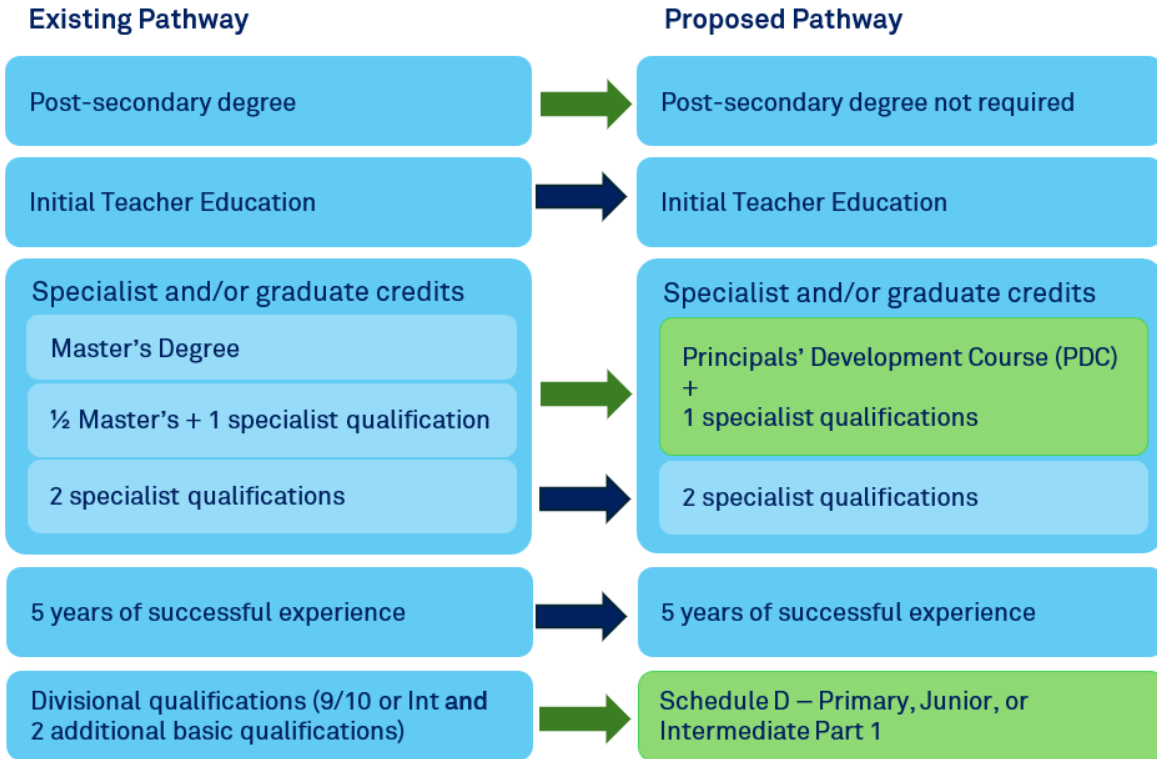 Existing Pathway
Proposed Pathway
Post-secondary degree
Post-secondary degree not required
Initial Teacher Education
Initial Teacher Education
Specialist and/or graduate credits
Master's Degree
½ Master's + 1 specialist qualification
2 specialist qualifications
Specialist and/or graduate credits
Principals' Development Course (PDC)
+
1 specialist qualifications
2 specialist qualifications
5 years of successful experience
5 years of successful experience
Divisional qualifications (9/10 or Int and
2 additional basic qualifications)
Schedule D – Primary, Junior, or
Intermediate Part 1